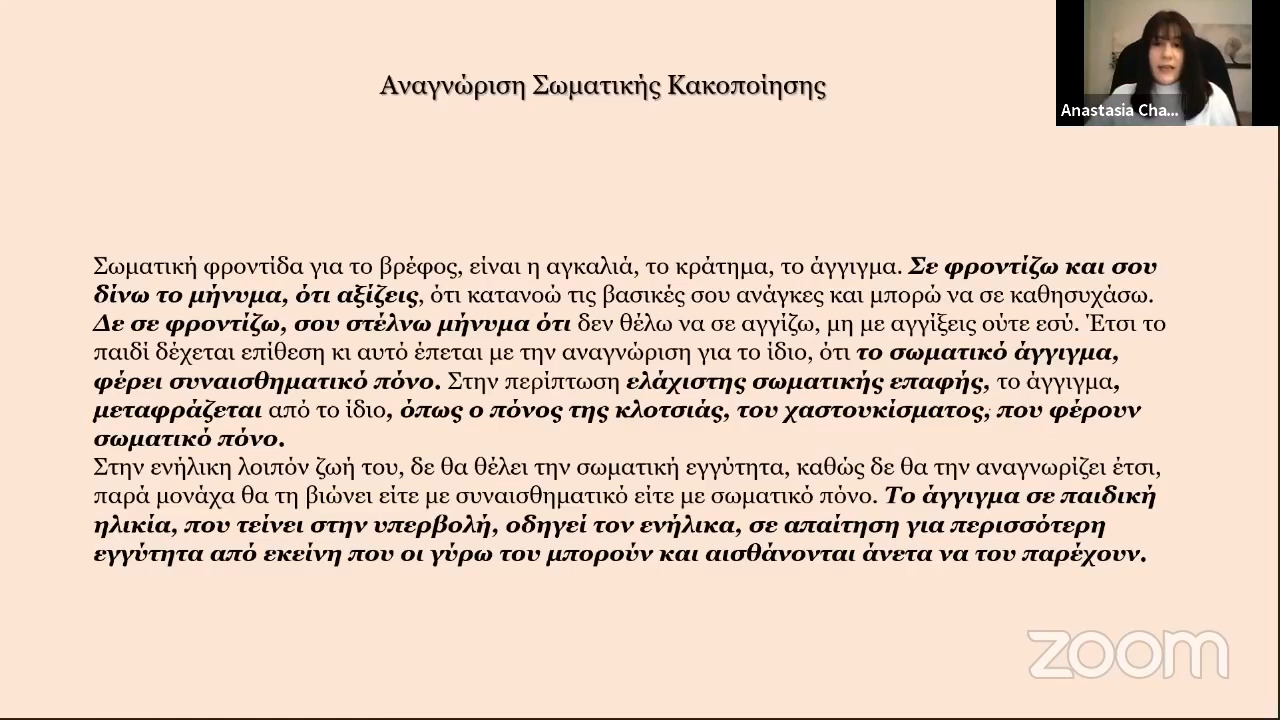 Αναγνώριση Σωματικής Κακοποίησης
Anastasia Cha...
Σωματική φροντίδα για το βρέφος, είναι η αγκαλιά, το κράτημα, το άγγιγμα. Σε φροντίζω και σου
δίνω το μήνυμα, ότι αξίζεις, ότι κατανοώ τις βασικές σου ανάγκες και μπορώ να σε καθησυχάσω.
Δε σε φροντίζω, σου στέλνω μήνυμα ότι δεν θέλω να σε αγγίζω, μη με αγγίξεις ούτε εσύ. Έτσι το
παιδί δέχεται επίθεση κι αυτό έπεται με την αναγνώριση για το ίδιο, ότι το σωματικό άγγιγμα,
φέρει συναισθηματικό πόνο. Στην περίπτωση ελάχιστης σωματικής επαφής, το άγγιγμα,
μεταφράζεται από το ίδιο, όπως ο πόνος της κλοτσιάς, του χαστουκίσματος, που φέρουν
σωματικό πόνο.
Στην ενήλικη λοιπόν ζωή του, δε θα θέλει την σωματική εγγύτητα, καθώς δε θα την αναγνωρίζει έτσι,
παρά μονάχα θα τη βιώνει είτε με συναισθηματικό είτε με σωματικό πόνο. Το άγγιγμα σε παιδική
ηλικία, που τείνει στην υπερβολή, οδηγεί τον ενήλικα, σε απαίτηση για περισσότερη
εγγύτητα από εκείνη που οι γύρω του μπορούν και αισθάνονται άνετα να του παρέχουν.
zoom